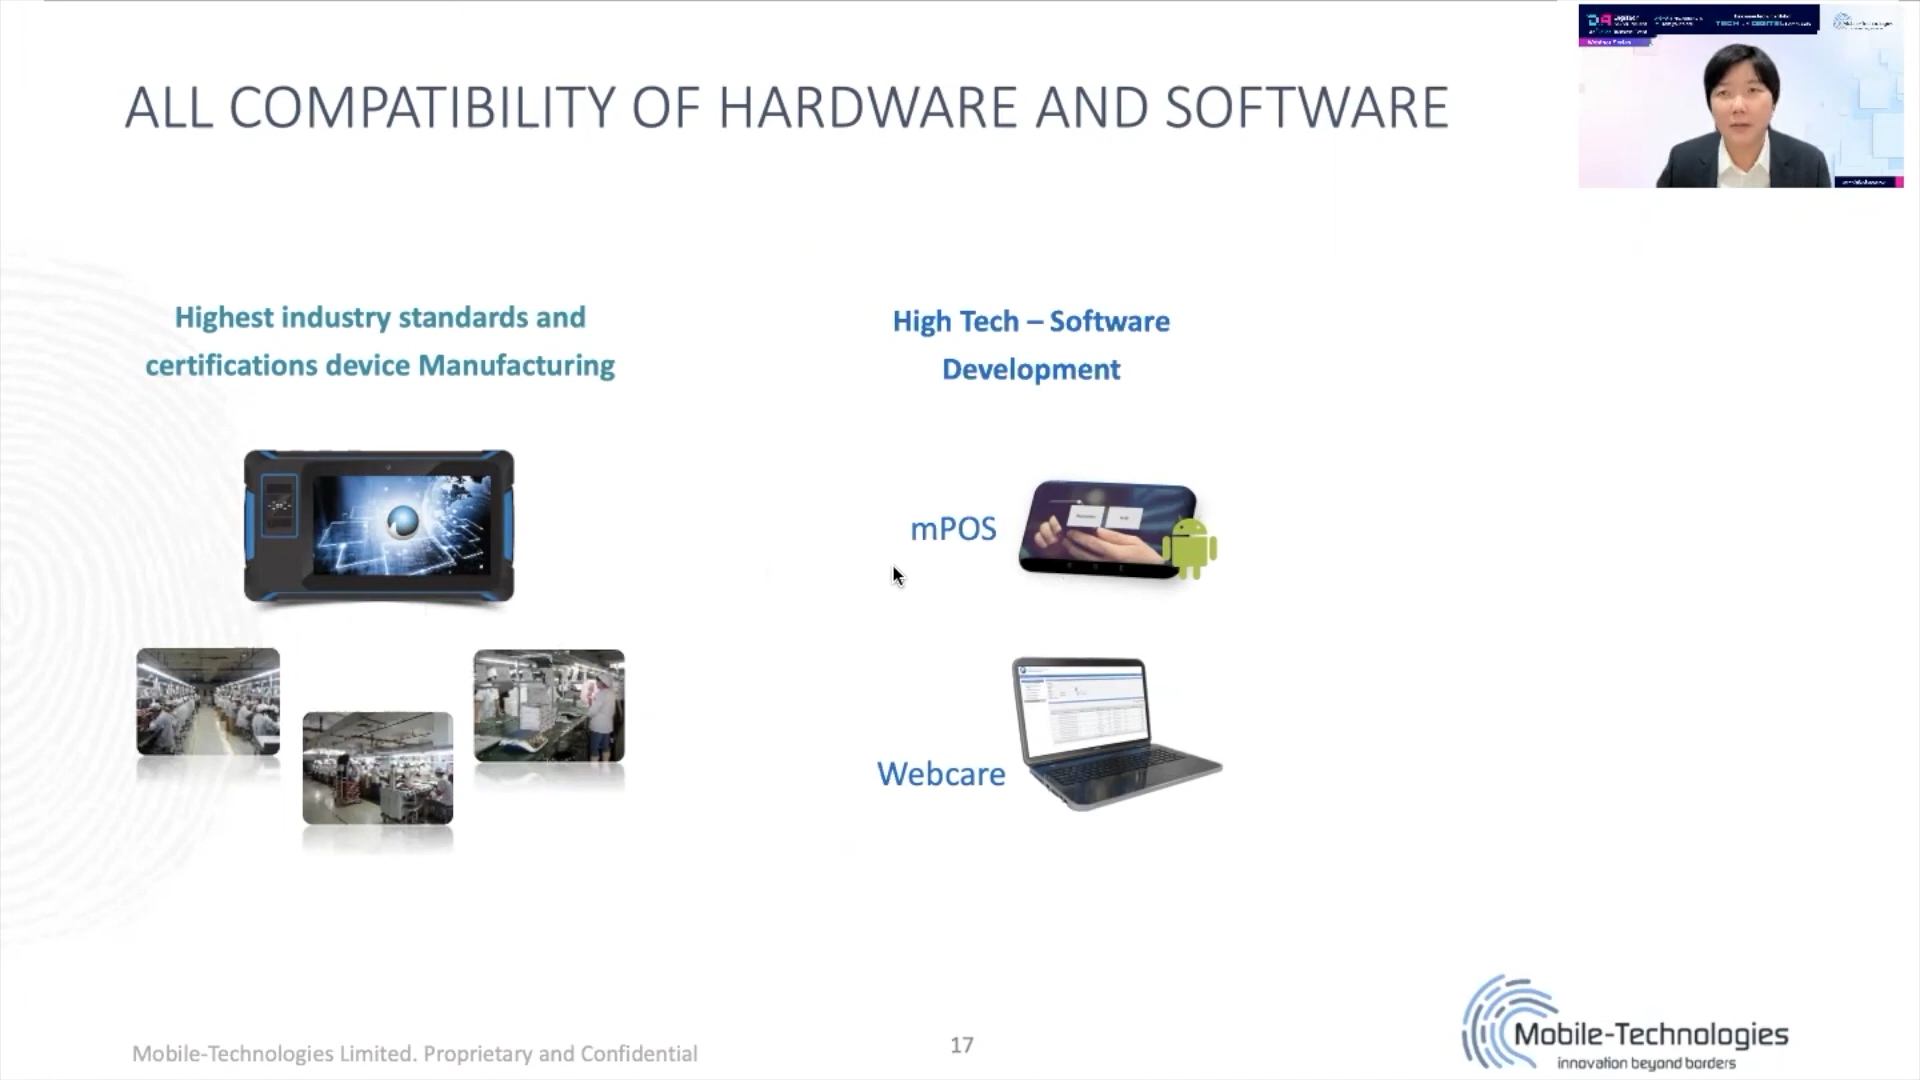 ALL COMPATIBILITY OF HARDWARE AND SOFTWARE
Highest industry standards and
certifications device Manufacturing
High Tech – Software
Development
mPOS
Webcare
Mobile-Technologies Limited. Proprietary and Confidential
17
Mobile-Technologies
innovation beyond borders